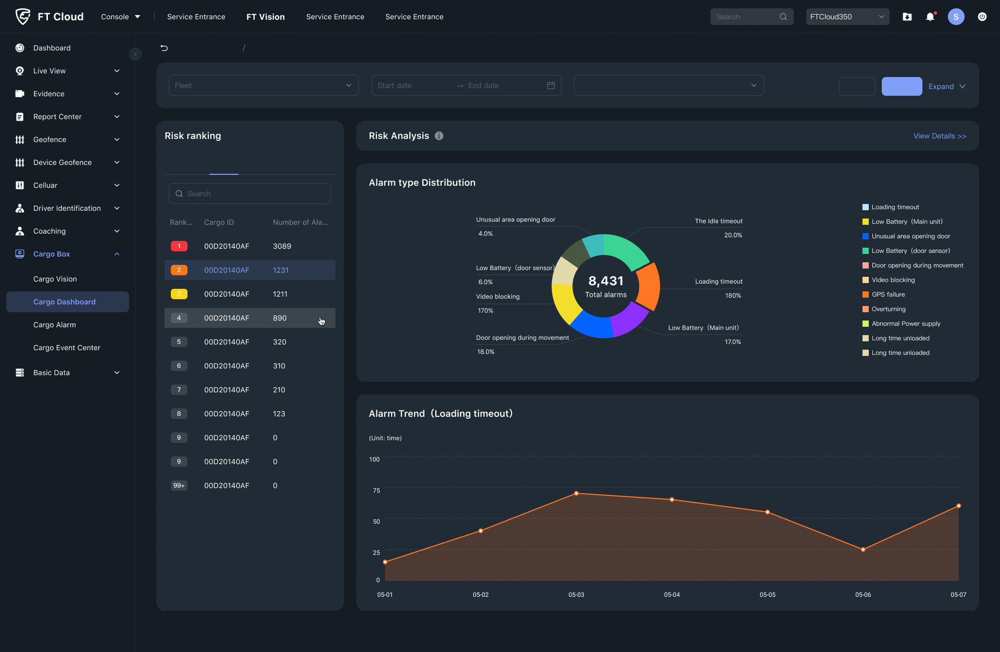 FT Cloud
Console
Service Entrance
FT Vision
Service Entrance
Service Entrance
Search
FTCloud350
S
Dashboard
Live View
Evidence
Report Center
Geofence
Device Geofence
Celluar
Driver Identification
Coaching
Cargo Box
Cargo Vision
Cargo Dashboard
Cargo Alarm
Cargo Event Center
Basic Data
/
Fleet
Start date
End date
Expand
Risk ranking
Search
Rank... Cargo ID Number of Ala...
1 00D20140AF 3089
2 00D20140AF 1231
3 00D20140AF 1211
4 00D20140AF 890
5 00D20140AF 320
6 00D20140AF 310
7 00D20140AF 210
8 00D20140AF 123
9 00D20140AF 0
9 00D20140AF 0
99+ 00D20140AF 0
Risk Analysis
View Details >>
Alarm type Distribution
Unusual area opening door
4.0%
Low Battery（door sensor）
6.0%
Video blocking
170%
Door opening during movement
18.0%
8,431
Total alarms
The Idle timeout
20.0%
Loading timeout
180%
Low Battery（Main unit）
17.0%
Loading timeout
Low Battery（Main unit）
Unusual area opening door
Low Battery（door sensor）
Door opening during movement
Video blocking
GPS failure
Overturning
Abnormal Power supply
Long time unloaded
Long time unloaded
Alarm Trend（Loading timeout）
(Unit: time)
100
75
50
25
0
05-01 05-02 05-03 05-04 05-05 05-06 05-07